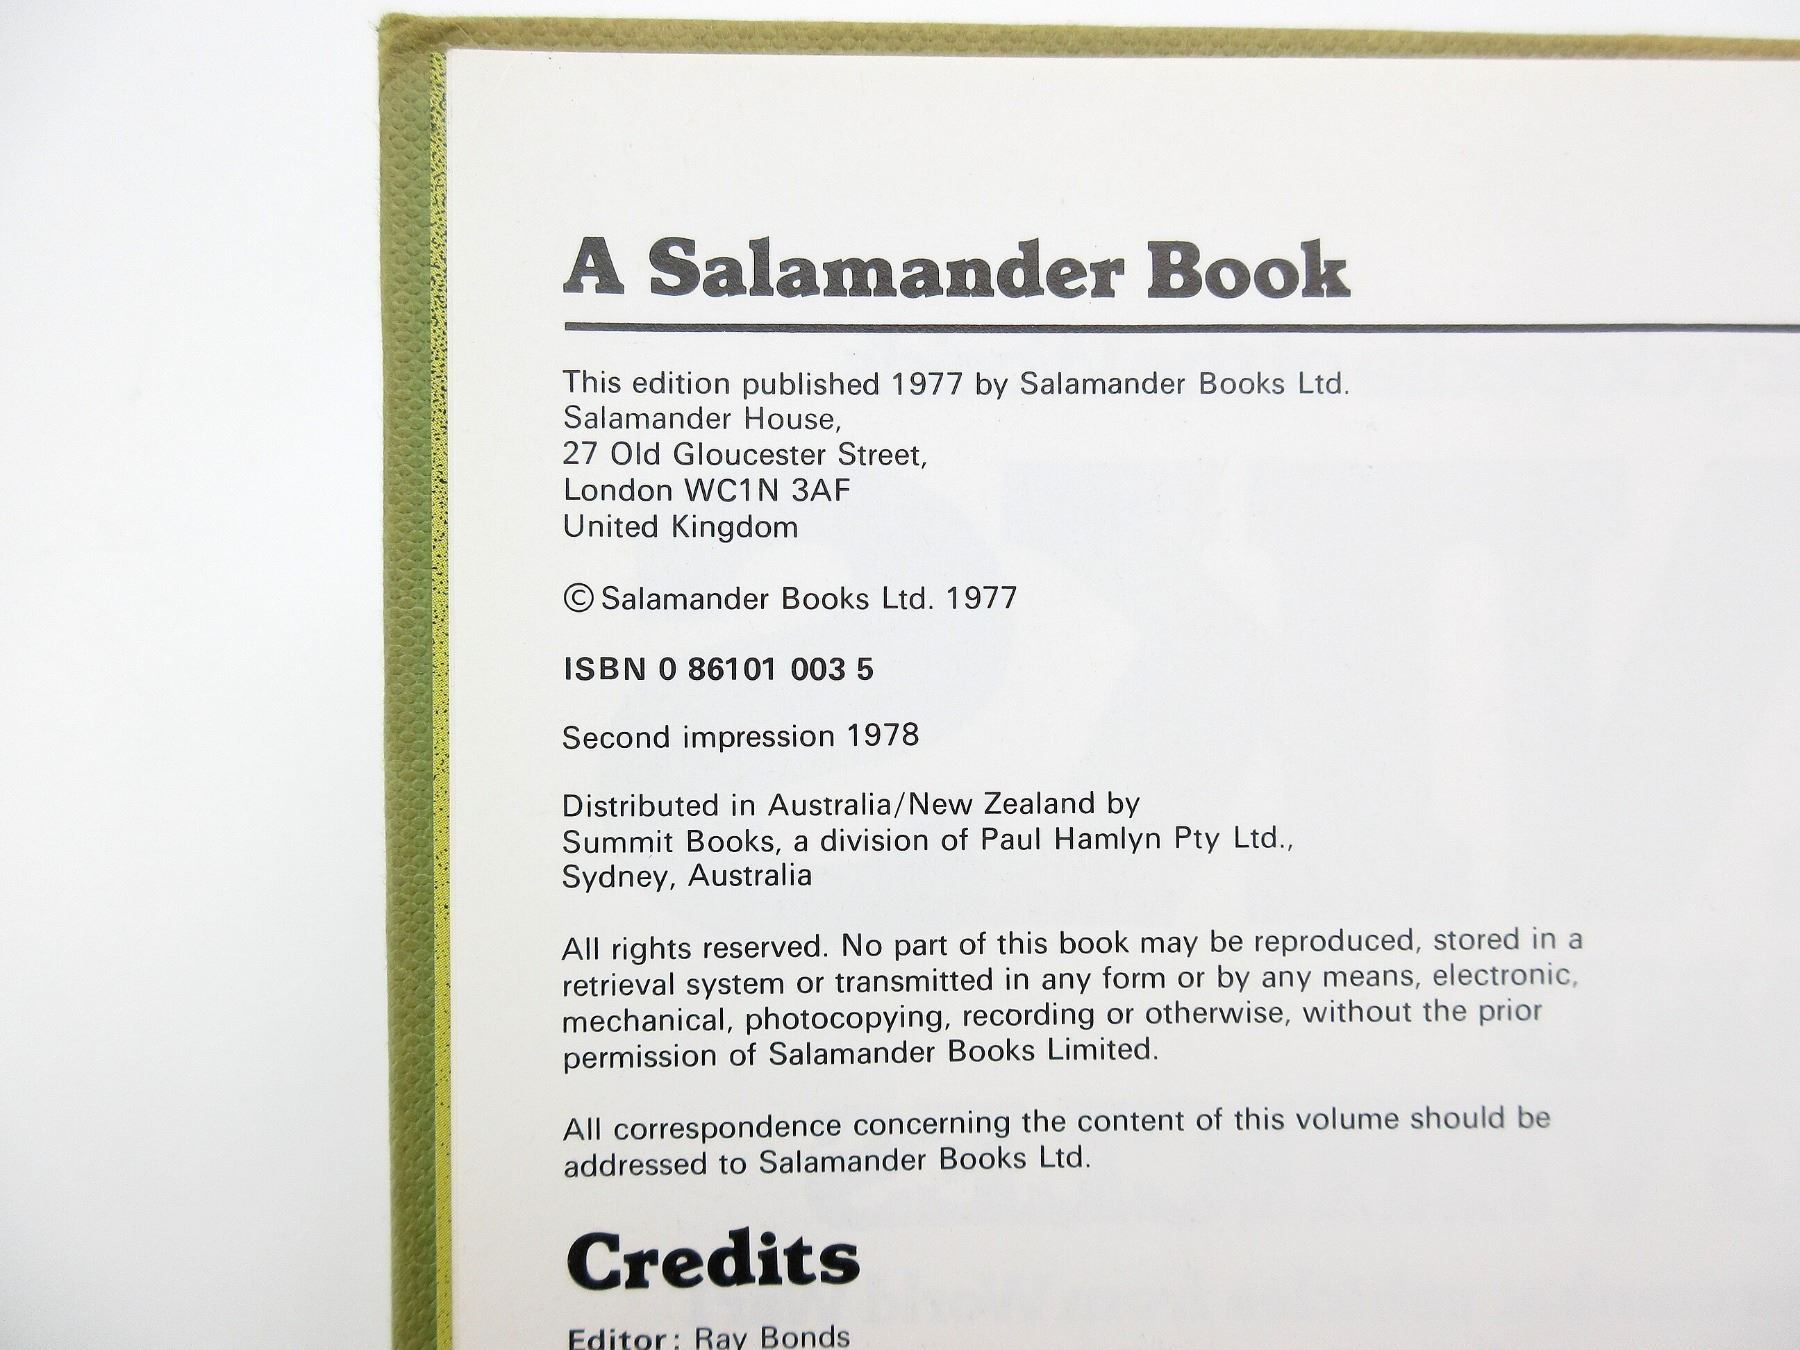 A Salamander Book
This edition published 1977 by Salamander Books Ltd.
Salamander House,
27 Old Gloucester Street,
London WC1N 3AF
United Kingdom
© Salamander Books Ltd. 1977
ISBN 0 86101 003 5
Second impression 1978
Distributed in Australia/New Zealand by
Summit Books, a division of Paul Hamlyn Pty Ltd.,
Sydney, Australia
All rights reserved. No part of this book may be reproduced, stored in a
retrieval system or transmitted in any form or by any means, electronic,
mechanical, photocopying, recording or otherwise, without the prior
permission of Salamander Books Limited.
All correspondence concerning the content of this volume should be
addressed to Salamander Books Ltd.
Credits
Editor: Ray Bonds